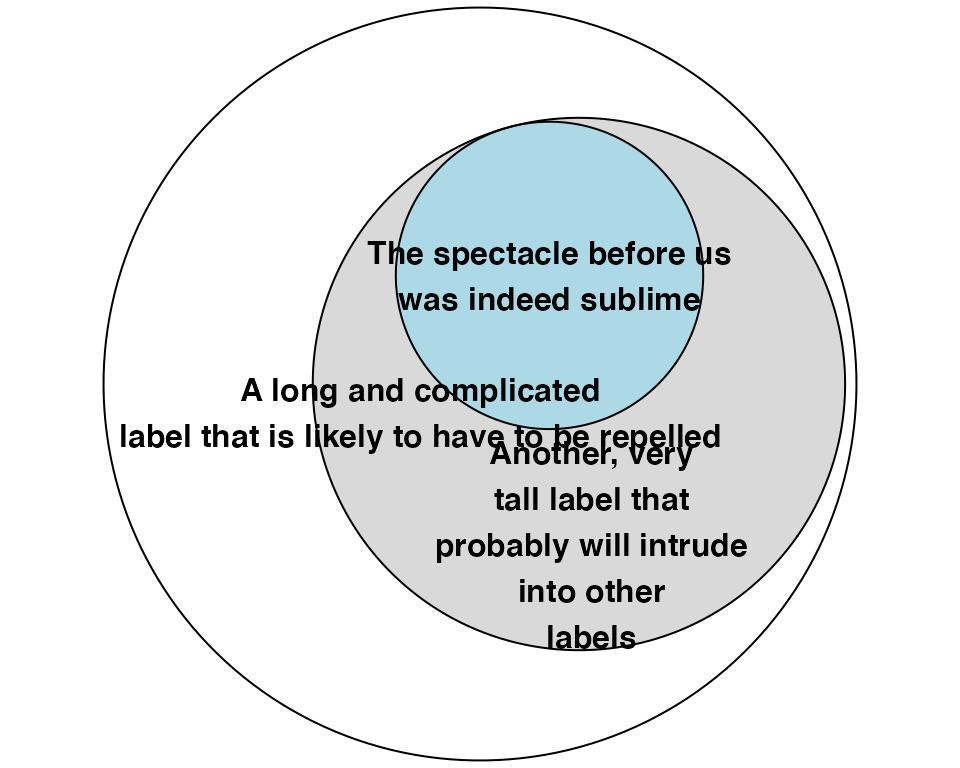 The spectacle before us
was indeed sublime
A long and complicated
label that is likely to have to be repelled
Another, very
tall label that
probably will intrude
into other
labels